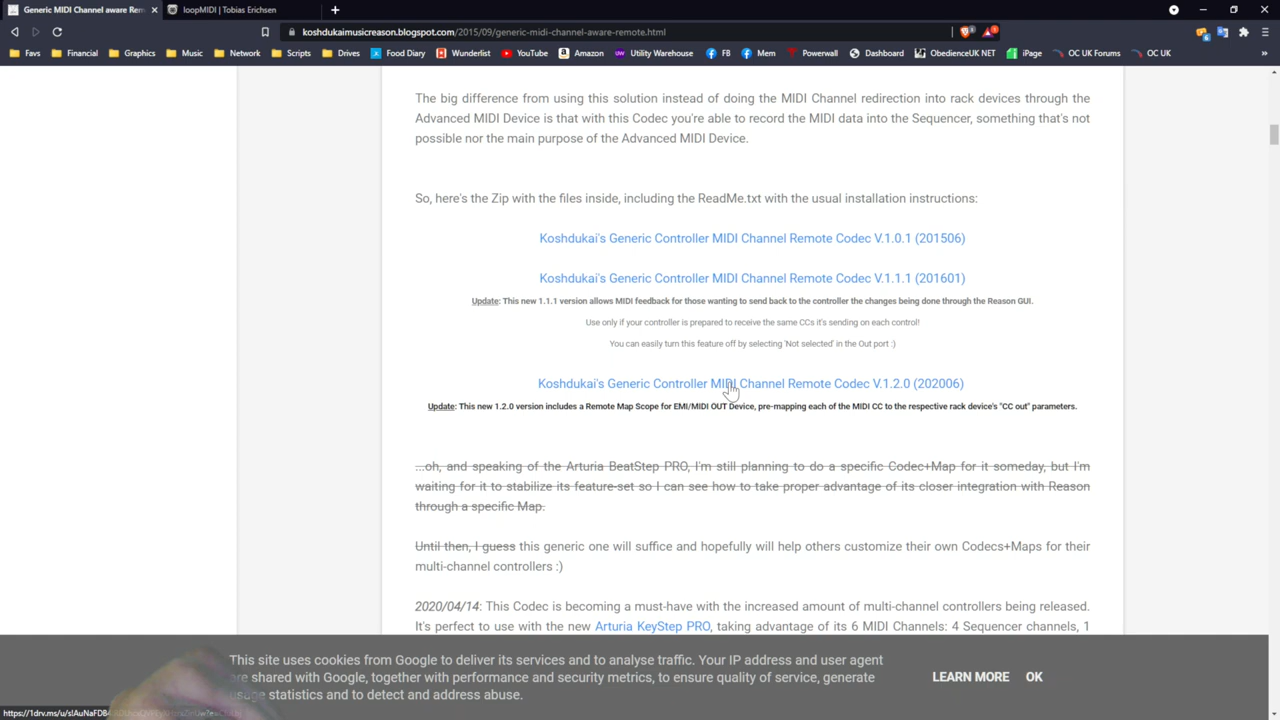 Generic MIDI Channel aware Rem
loopMIDI | Tobias Erichsen
koshdukaimusicreason.blogspot.com/2015/09/generic-midi-channel-aware-remote.html
Favs Financial Graphics Music Network Scripts Drives Food Diary Wunderlist YouTube Amazon Utility Warehouse FB Mem Powerwall Dashboard ObedienceUK NET iPage OC UK Forums OC UK
The big difference from using this solution instead of doing the MIDI Channel redirection into rack devices through the
Advanced MIDI Device is that with this Codec you're able to record the MIDI data into the Sequencer, something that's not
possible nor the main purpose of the Advanced MIDI Device.
So, here's the Zip with the files inside, including the ReadMe.txt with the usual installation instructions:
Koshdukai's Generic Controller MIDI Channel Remote Codec V.1.0.1 (201506)
Koshdukai's Generic Controller MIDI Channel Remote Codec V.1.1.1 (201601)
Update: This new 1.1.1 version allows MIDI feedback for those wanting to send back to the controller the changes being done through the Reason GUI.
Use only if your controller is prepared to receive the same CCs it's sending on each control!
You can easily turn this feature off by selecting 'Not selected' in the Out port :)
Koshdukai's Generic Controller MIDI Channel Remote Codec V.1.2.0 (202006)
Update: This new 1.2.0 version includes a Remote Map Scope for EMI/MIDI OUT Device, pre-mapping each of the MIDI CC to the respective rack device's "CC out" parameters.
...oh, and speaking of the Arturia BeatStep PRO, I'm still planning to do a specific Codec+Map for it someday, but I'm
waiting for it to stabilize its feature-set so I can see how to take proper advantage of its closer integration with Reason
through a specific Map.
Until then, I guess this generic one will suffice and hopefully will help others customize their own Codecs+Maps for their
multi-channel controllers :)
2020/04/14: This Codec is becoming a must-have with the increased amount of multi-channel controllers being released.
It's perfect to use with the new Arturia KeyStep PRO, taking advantage of its 6 MIDI Channels: 4 Sequencer channels, 1
This site uses cookies from Google to deliver its services and to analyse traffic. Your IP address and user agent
are shared with Google, together with performance and security metrics, to ensure quality of service, generate
usage statistics and to detect and address abuse.
LEARN MORE OK